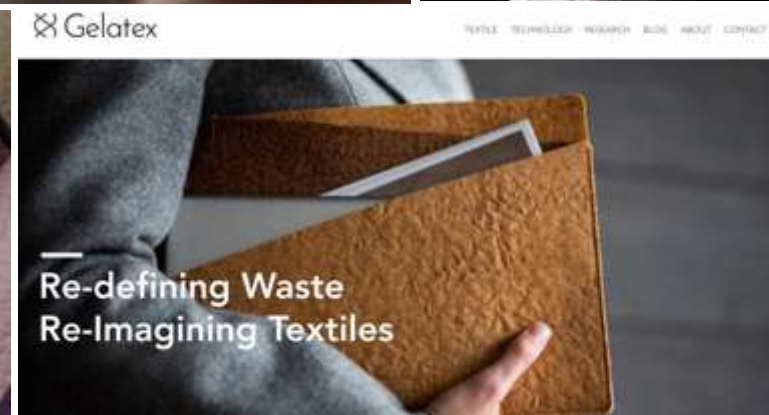 Gelatex
TEXTILE TECHNOLOGY RESEARCH BLOG ABOUT CONTACT
Re-defining Waste
Re-Imagining Textiles